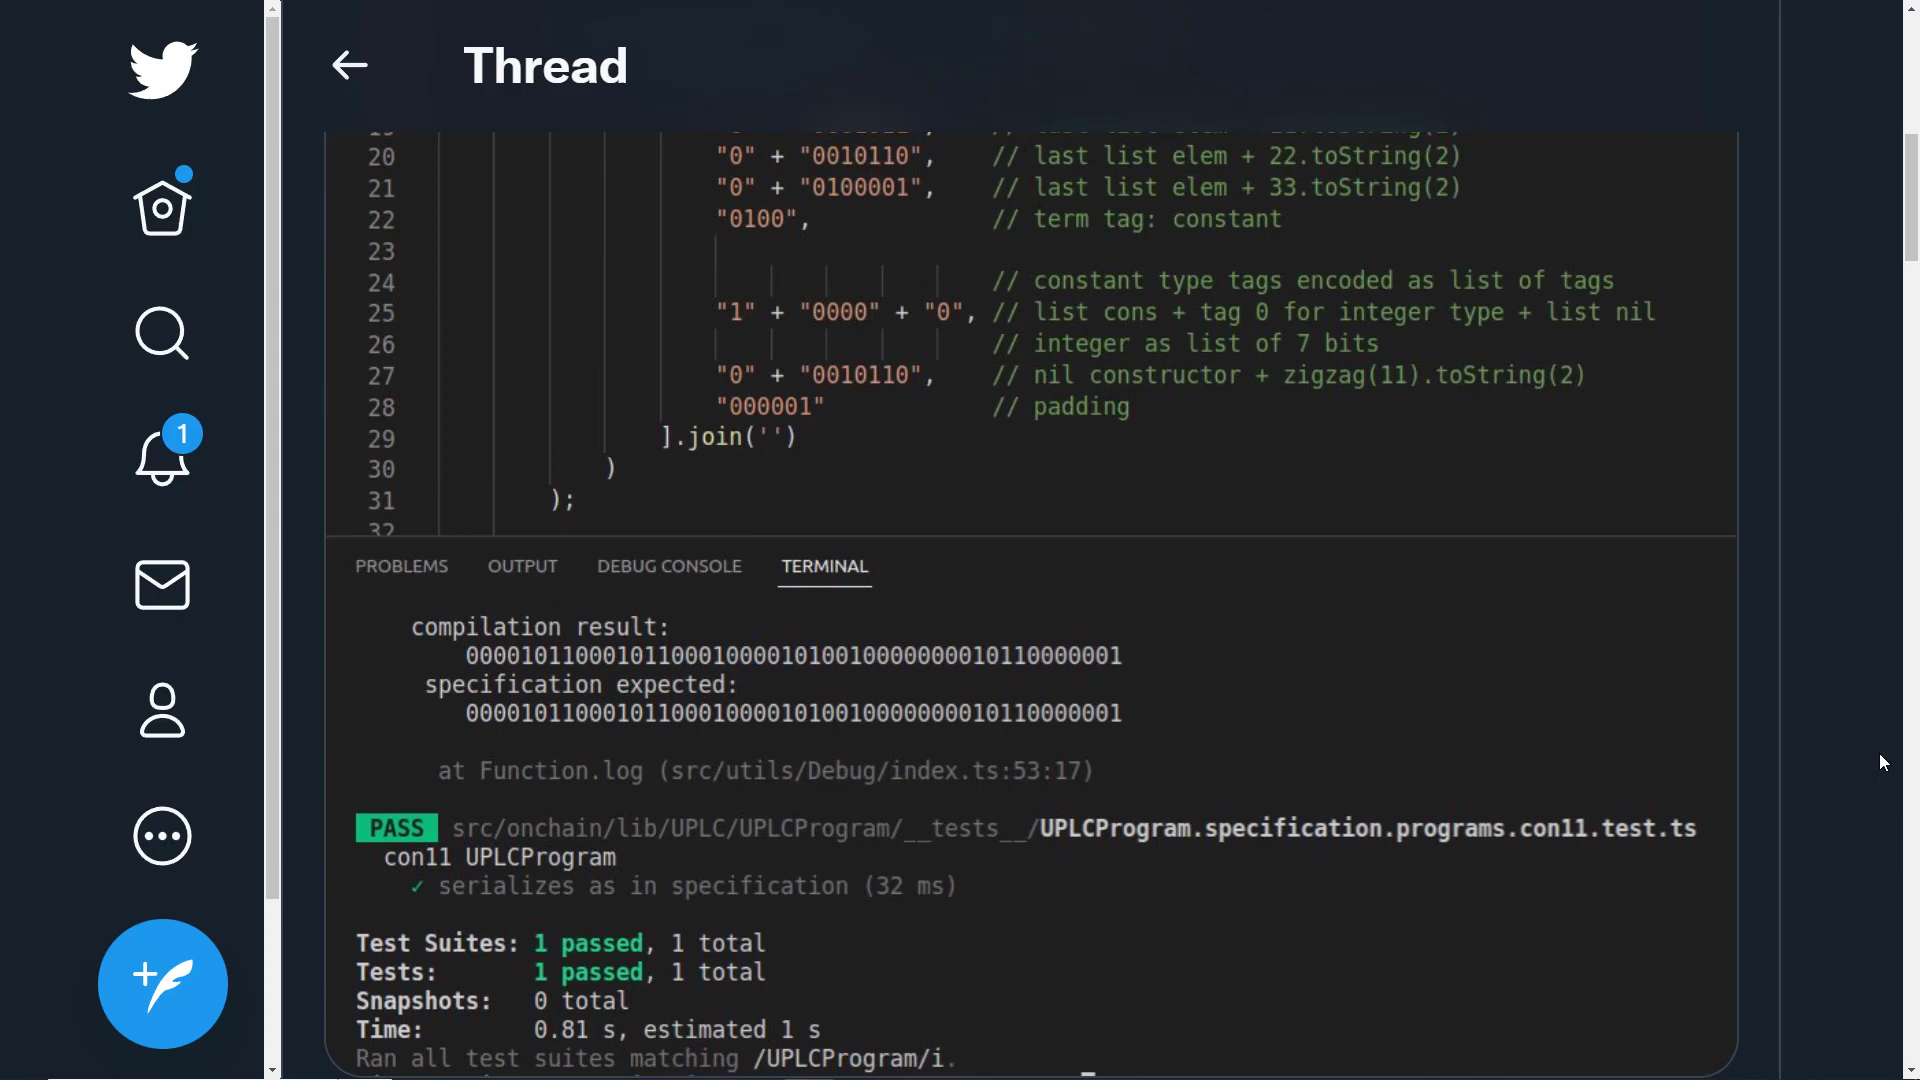 Thread
20 "0" + "0010110", // last list elem + 22.toString(2)
21 "0" + "0100001", // last list elem + 33.toString(2)
22 "0100", // term tag: constant
23
24 // constant type tags encoded as list of tags
25 "1" + "0000" + "0", // list cons + tag 0 for integer type + list nil
26 // integer as list of 7 bits
27 "0" + "0010110", // nil constructor + zigzag(11).toString(2)
28 "000001" // padding
29 ].join('')
30 )
31 );
32
1
PROBLEMS OUTPUT DEBUG CONSOLE TERMINAL
compilation result:
000010110001011000100001010010000000010110000001
specification expected:
000010110001011000100001010010000000010110000001
at Function.log (src/utils/Debug/index.ts:53:17)
PASS src/onchain/lib/UPLC/UPLCProgram/__tests__/UPLCProgram.specification.programs.con11.test.ts
con11 UPLCProgram
✓ serializes as in specification (32 ms)
Test Suites: 1 passed, 1 total
Tests: 1 passed, 1 total
Snapshots: 0 total
Time: 0.81 s, estimated 1 s
Ran all test suites matching /UPLCProgram/i.